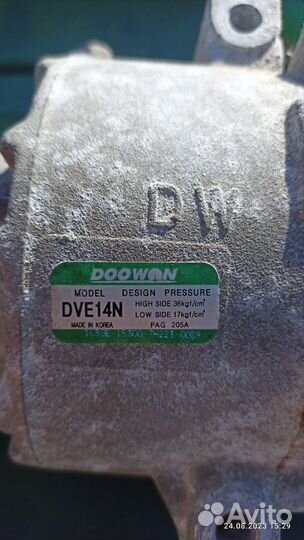 DW
DOOWON
MODEL DESIGN PRESSURE
DVE14N HIGH SIDE 36kgf/cm²
LOW SIDE 17kgf/cm²
MADE IN KOREA PAG 205A
24.08.2023 15:29
Avito